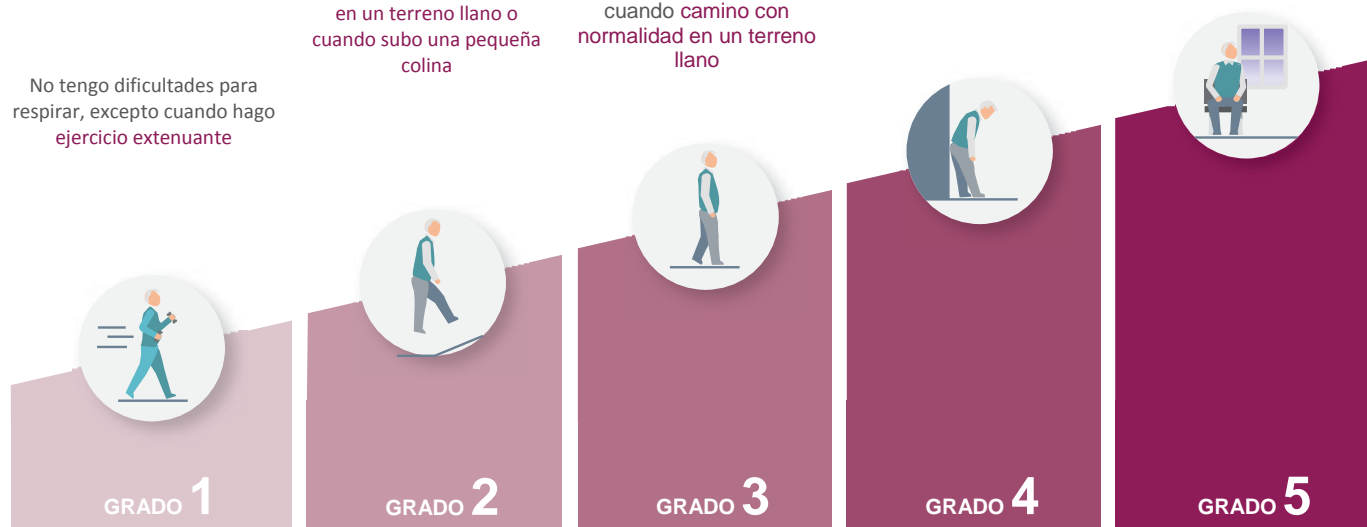 No tengo dificultades para
respirar, excepto cuando hago
ejercicio extenuante
en un terreno llano o
cuando subo una pequeña
colina
cuando camino con
normalidad en un terreno
llano
GRADO 1
GRADO 2
GRADO 3
GRADO 4
GRADO 5